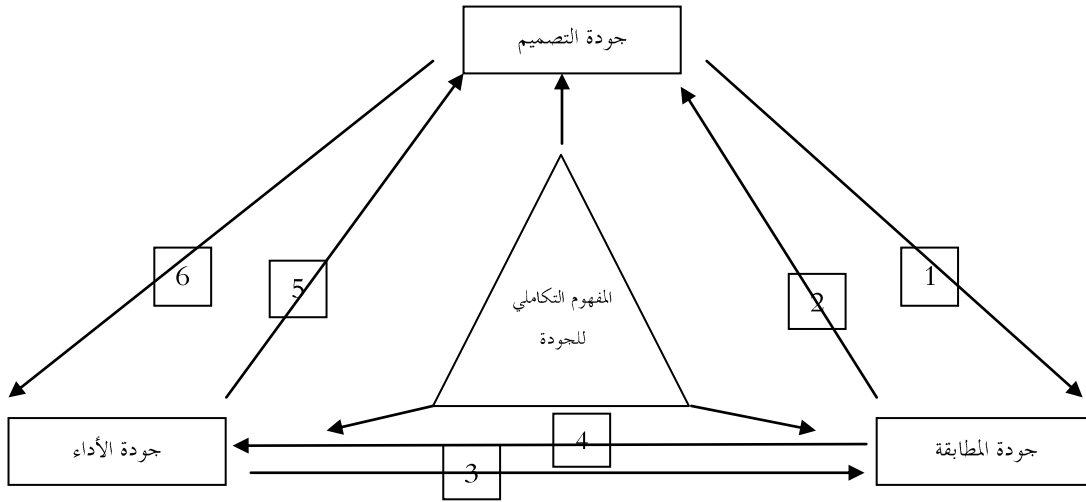 جودة التصميم
6
5
2
1
المفهوم التكاملي
للجودة
جودة الأداء
4
3
جودة المطابقة